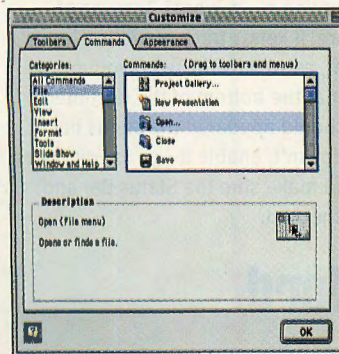 Customize
Toolbars Commands Appearance
Categories:
All Commands
File
Edit
View
Insert
Format
Tools
Slide Show
Window and Help
Commands: (Drag to toolbars and menus)
Project Gallery...
New Presentation
Open...
Close
Save
Description
Open (File menu)
Opens or finds a file.
?
OK